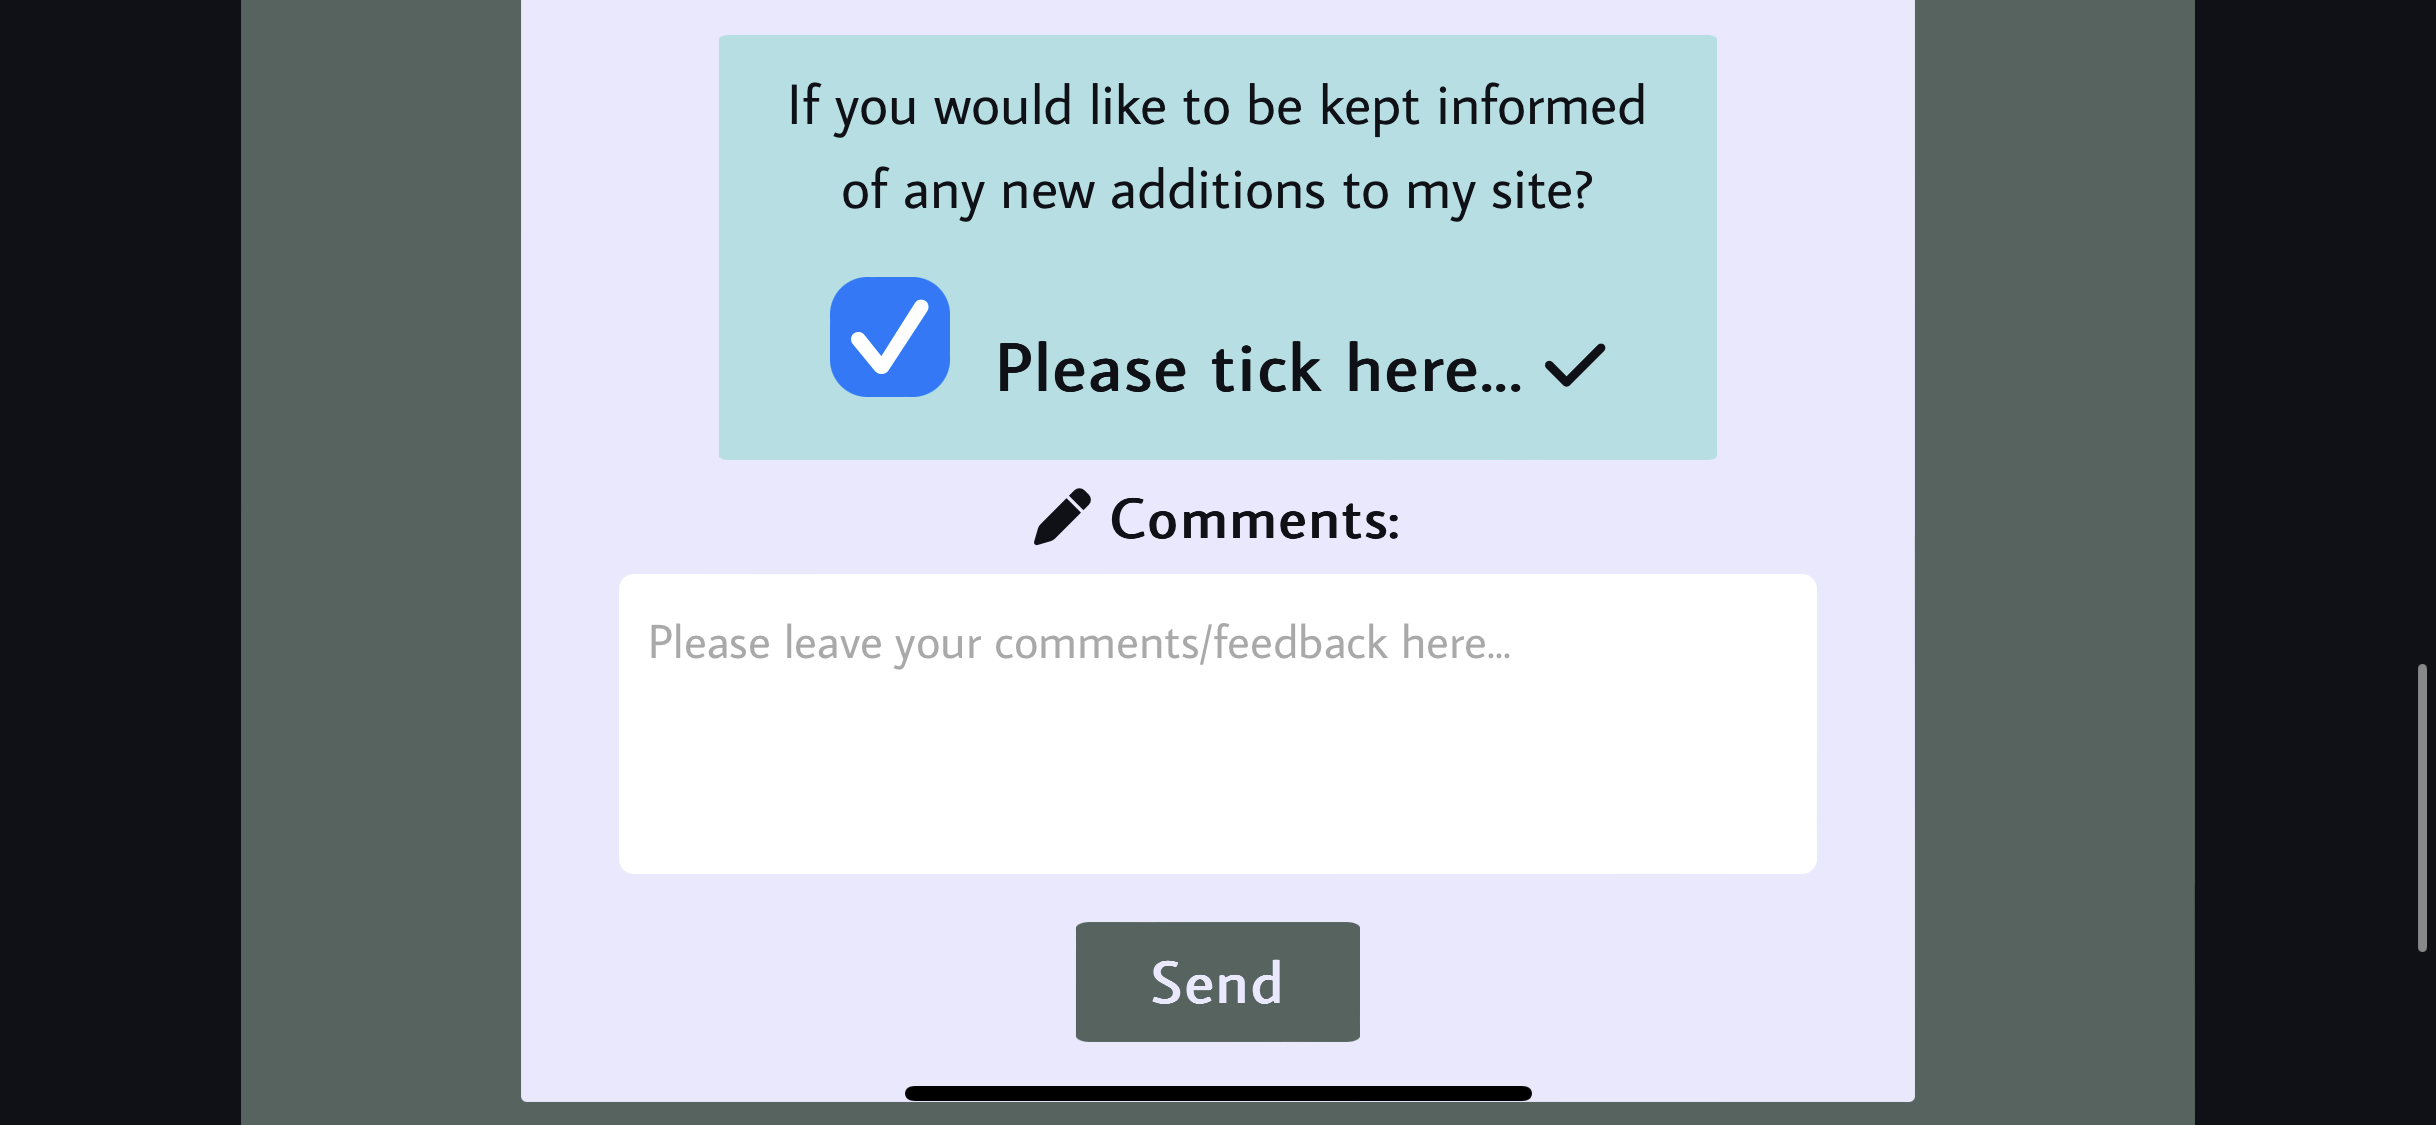 If you would like to be kept informed
of any new additions to my site?
Please tick here...
Comments:
Please leave your comments/feedback here...
Send